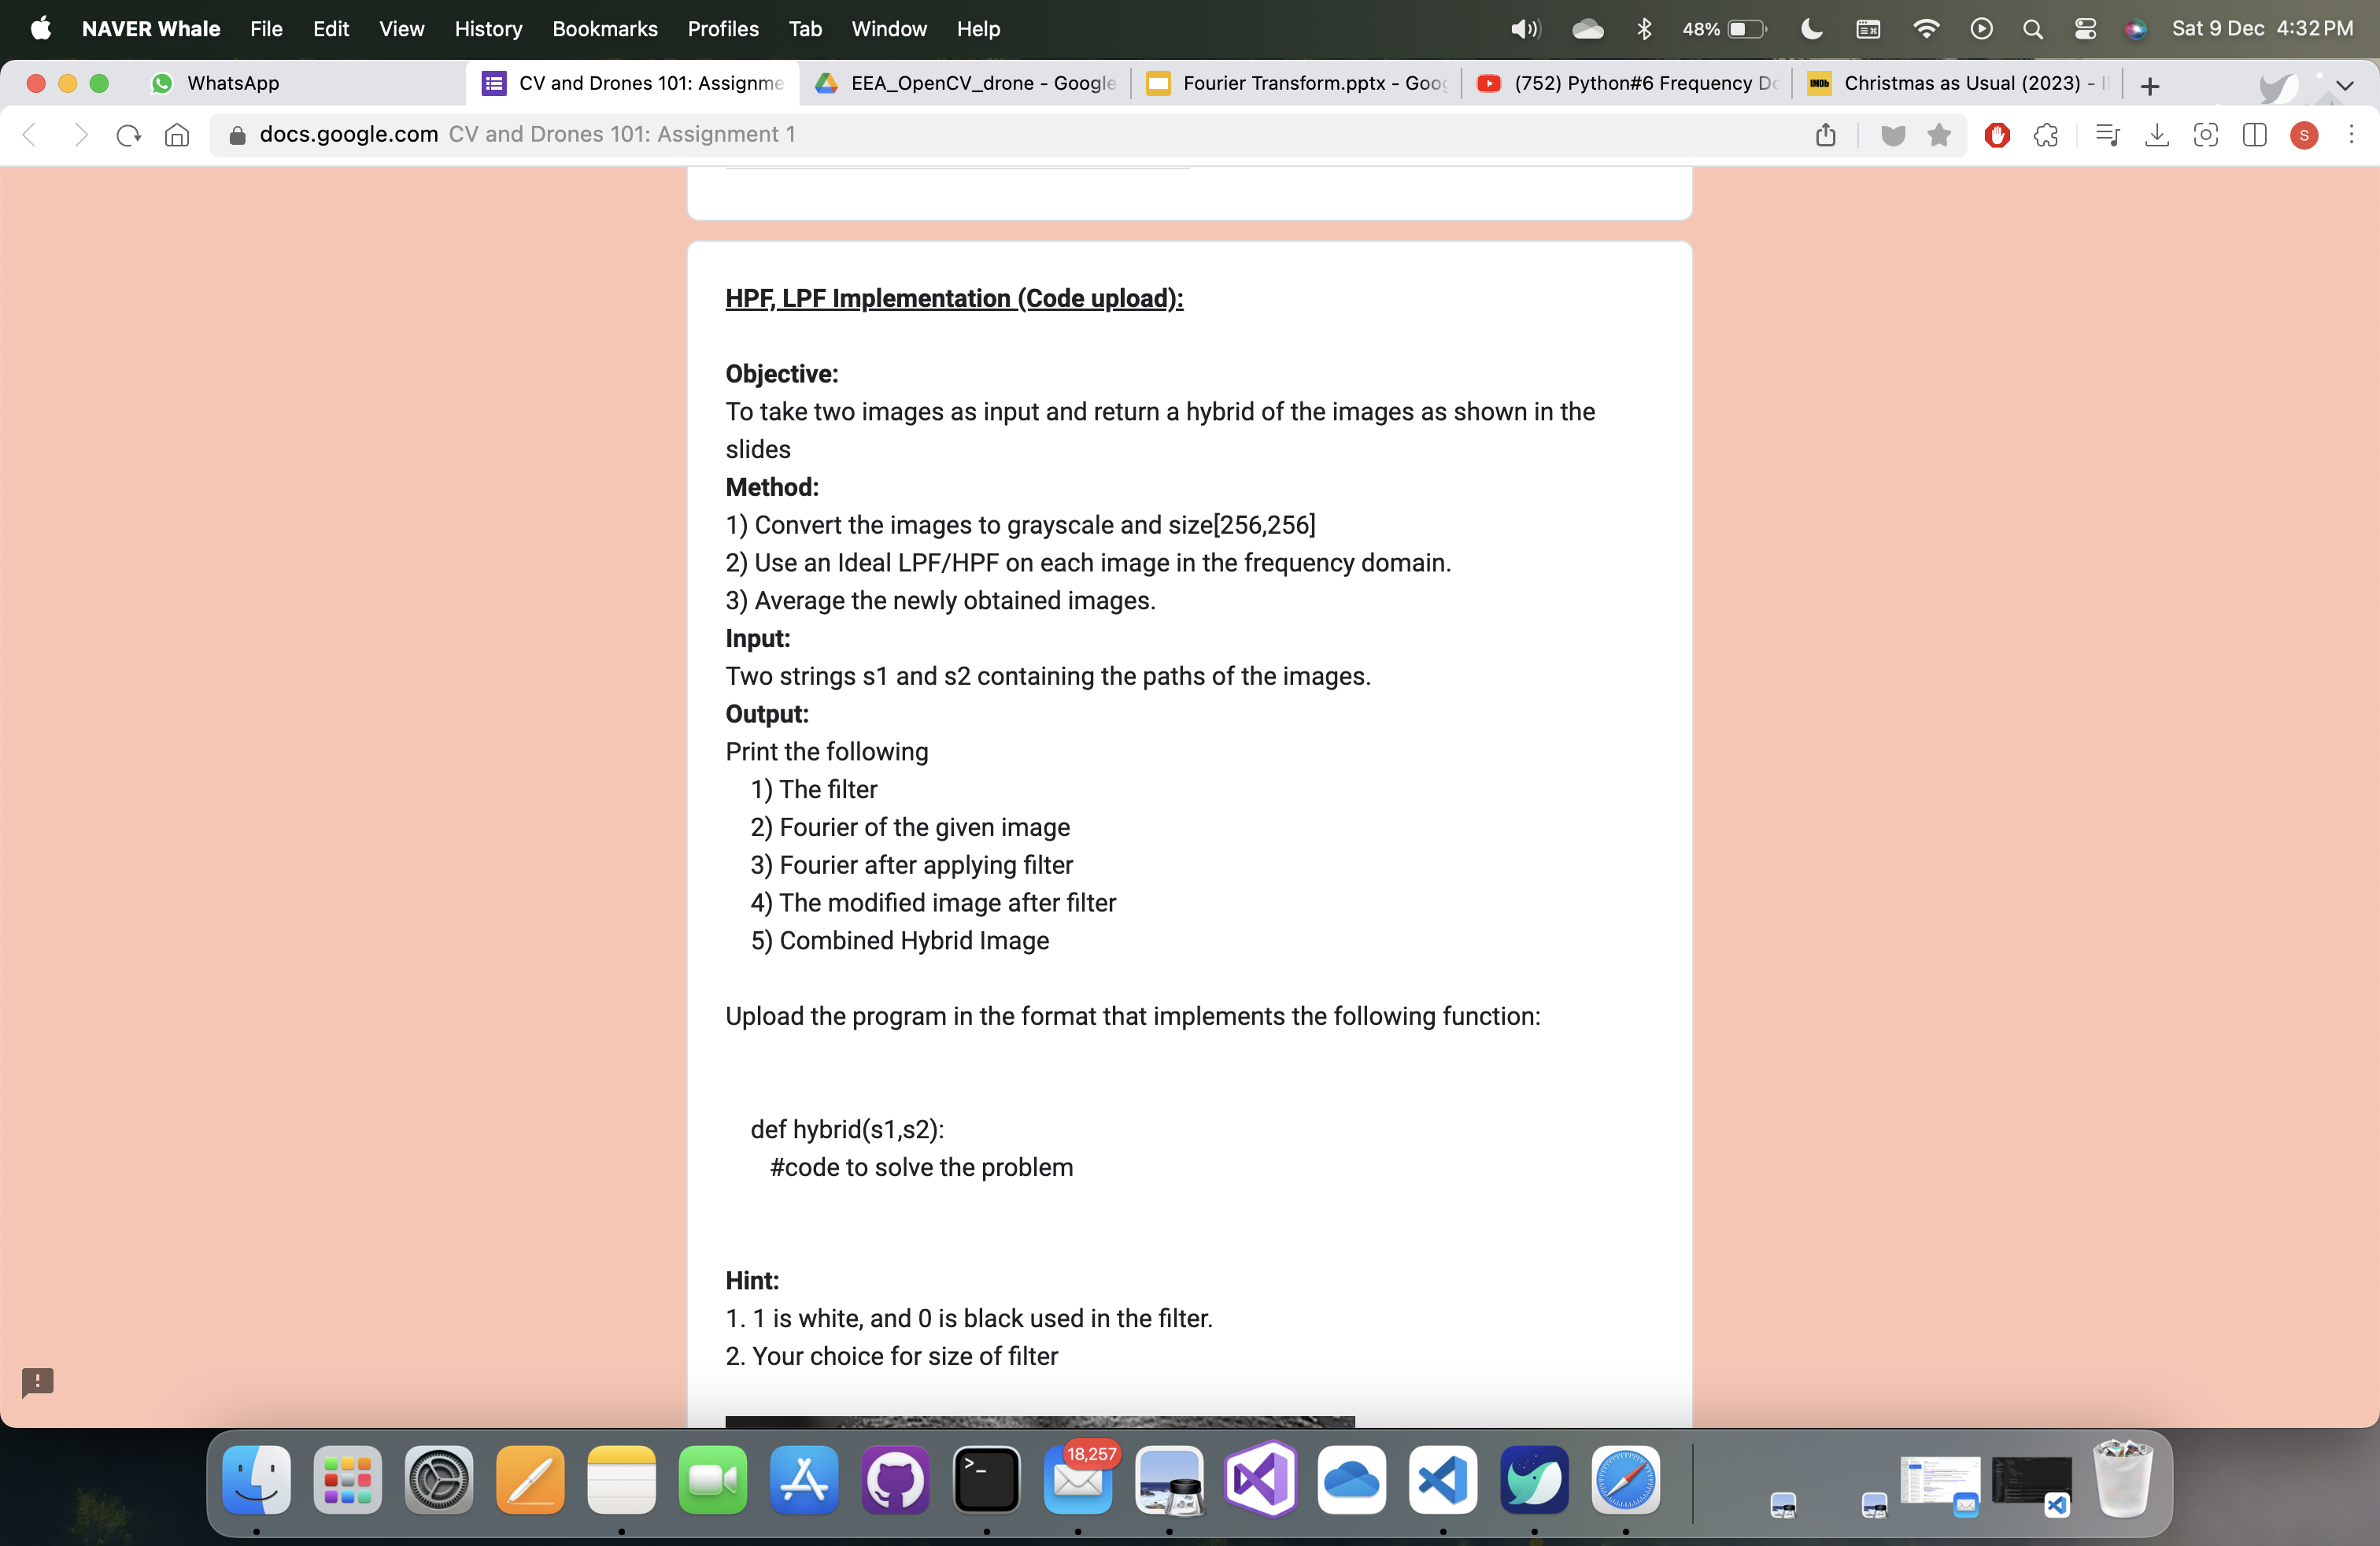 NAVER Whale File Edit View History Bookmarks Profiles Tab Window Help 48% Sat 9 Dec 4:32 PM
WhatsApp CV and Drones 101: Assignme EEA_OpenCV_drone - Google Fourier Transform.pptx - Goog (752) Python#6 Frequency Do IMDb Christmas as Usual (2023) -
docs.google.com CV and Drones 101: Assignment 1 S
HPF, LPF Implementation (Code upload):
Objective:
To take two images as input and return a hybrid of the images as shown in the
slides
Method:
1) Convert the images to grayscale and size[256,256]
2) Use an Ideal LPF/HPF on each image in the frequency domain.
3) Average the newly obtained images.
Input:
Two strings s1 and s2 containing the paths of the images.
Output:
Print the following
1) The filter
2) Fourier of the given image
3) Fourier after applying filter
4) The modified image after filter
5) Combined Hybrid Image
Upload the program in the format that implements the following function:
def hybrid(s1,s2):
#code to solve the problem
Hint:
1. 1 is white, and 0 is black used in the filter.
2. Your choice for size of filter
18,257